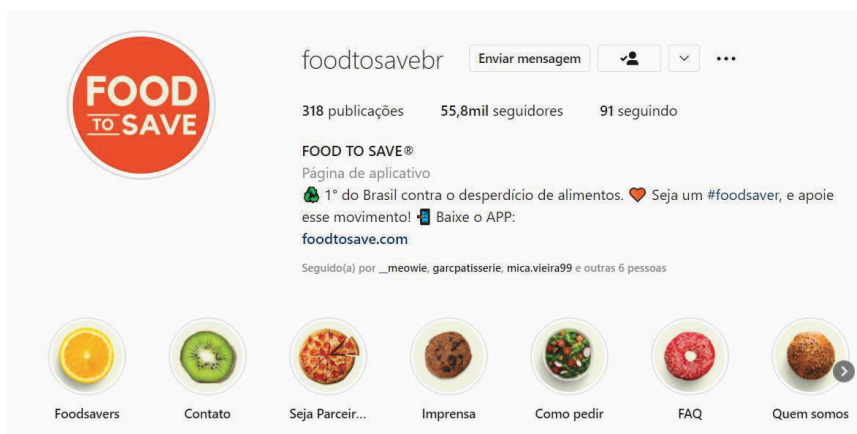 FOOD
TO SAVE
foodtosavebr Enviar mensagem
318 publicações 55,8mil seguidores 91 seguindo
FOOD TO SAVE®
Página de aplicativo
1° do Brasil contra o desperdício de alimentos. Seja um #foodsaver, e apoie
esse movimento! Baixe o APP:
foodtosave.com
Seguido(a) por __meowie, garcpatisserie, mica.vieira99 e outras 6 pessoas
Foodsavers Contato Seja Parceir... Imprensa Como pedir FAQ Quem somos